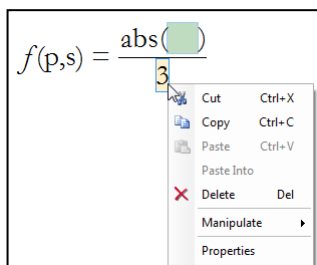 f(p,s) = abs( )
3
Cut Ctrl+X
Copy Ctrl+C
Paste Ctrl+V
Paste Into
Delete Del
Manipulate
Properties